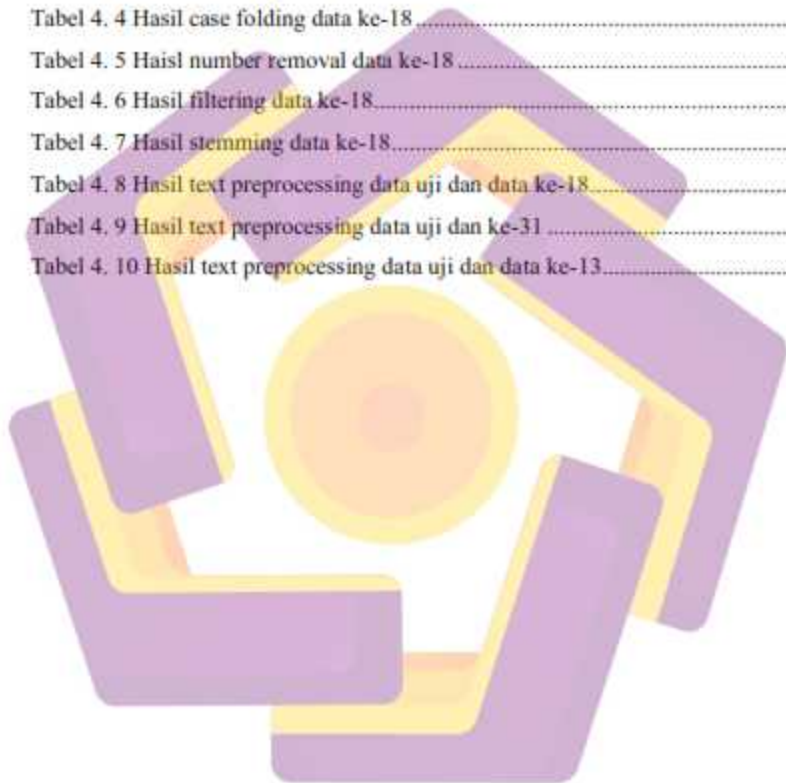 Tabel 4. 4 Hasil case folding data ke-18 ........................................................................
Tabel 4. 5 Haisl number removal data ke-18 ................................................................
Tabel 4. 6 Hasil filtering data ke-18................................................................................
Tabel 4. 7 Hasil stemming data ke-18.............................................................................
Tabel 4. 8 Hasil text preprocessing data uji dan data ke-18.......................................
Tabel 4. 9 Hasil text preprocessing data uji dan ke-31 ...............................................
Tabel 4. 10 Hasil text preprocessing data uji dan data ke-13.....................................